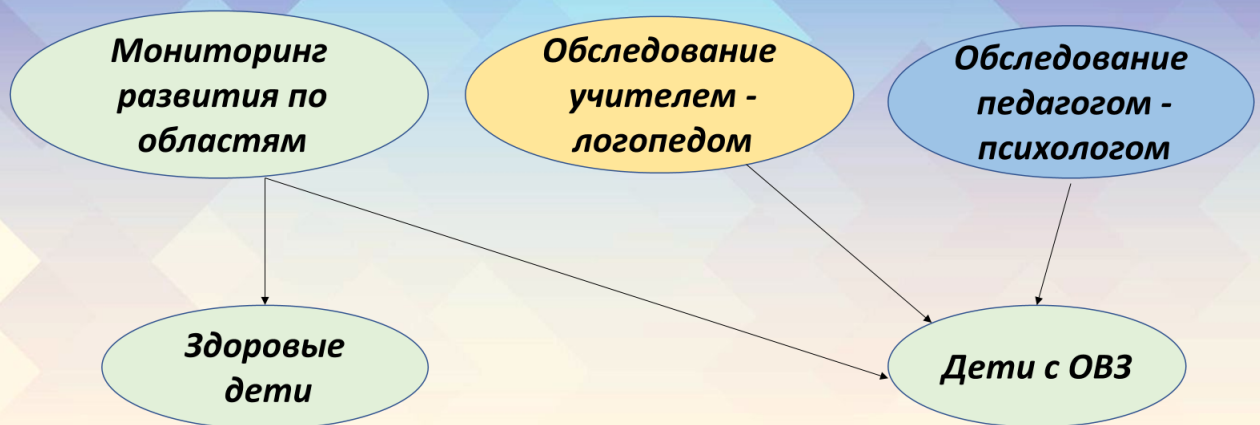 Мониторинг
развития по
областям
Обследование
учителем -
логопедом
Обследование
педагогом -
психологом
Здоровые
дети
Дети с ОВЗ